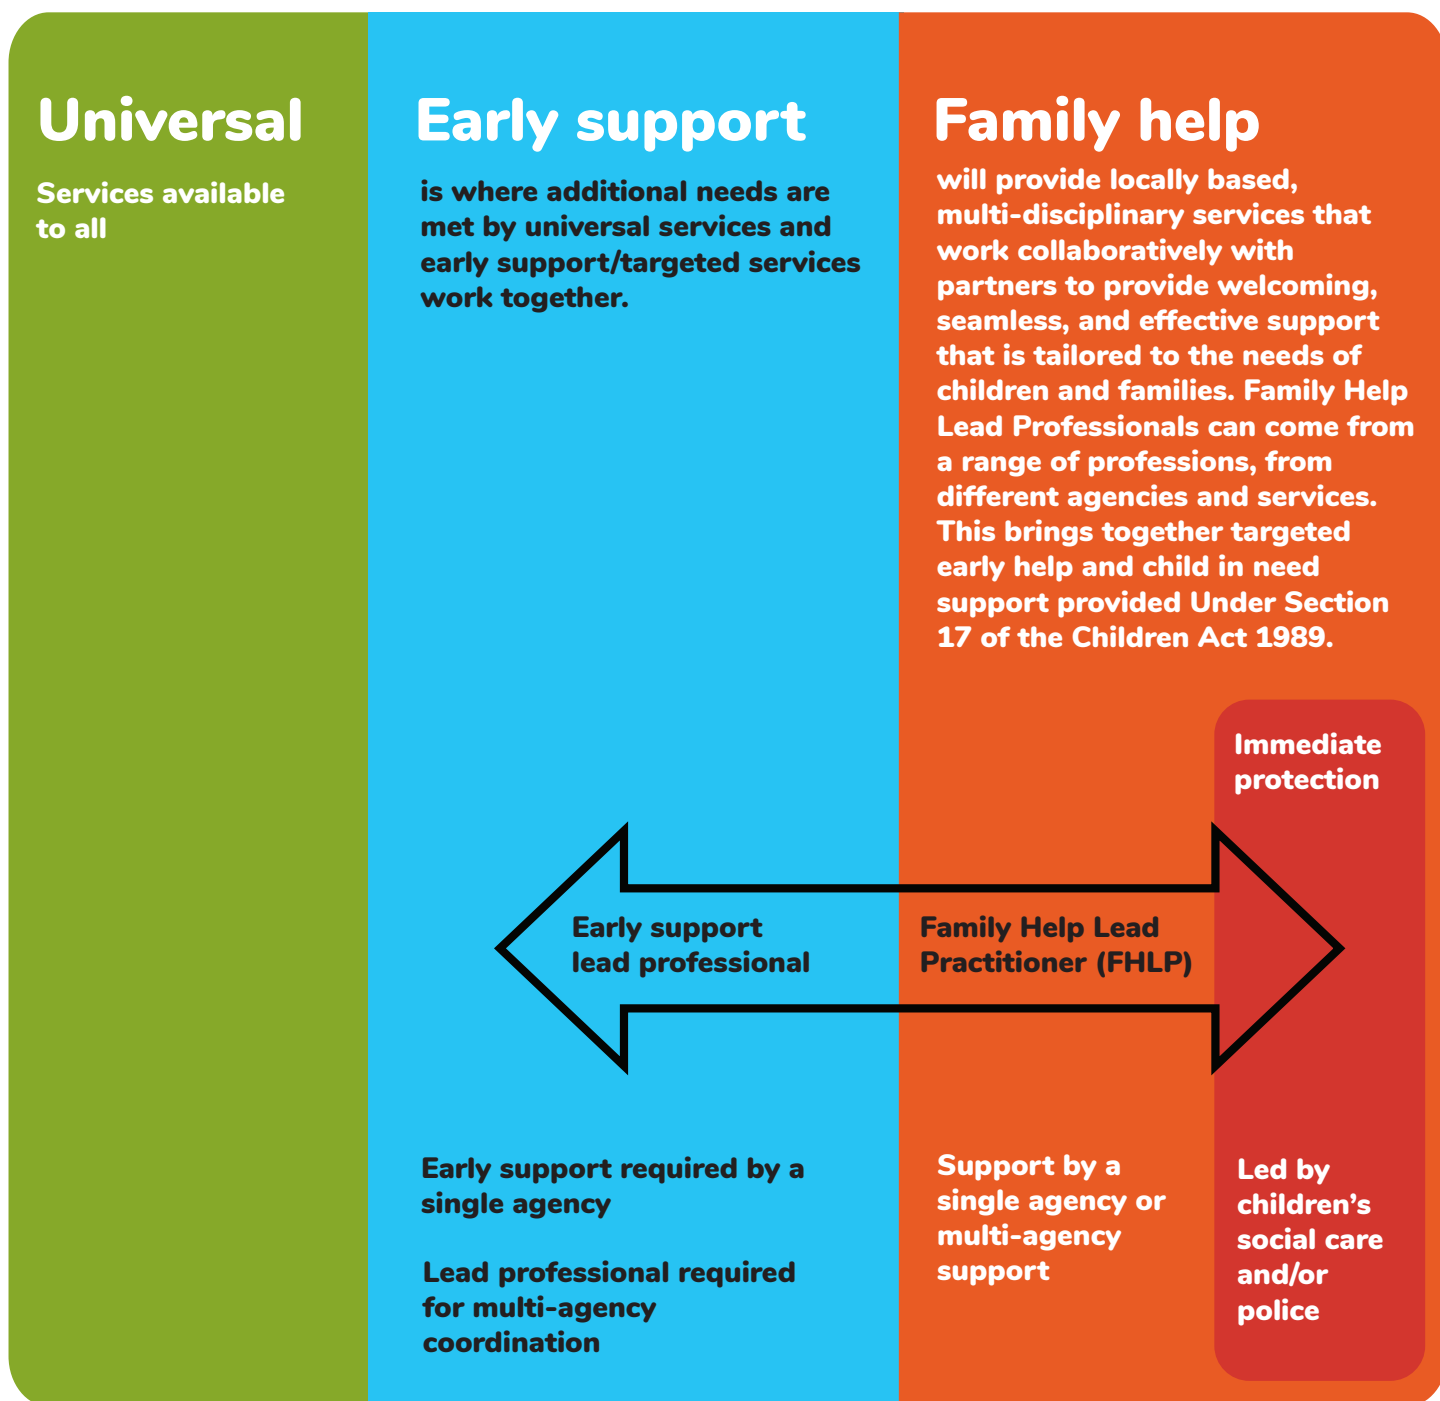 Universal
Services available
to all
Early support
is where additional needs are
met by universal services and
early support/targeted services
work together.
Family help
will provide locally based,
multi-disciplinary services that
work collaboratively with
partners to provide welcoming,
seamless, and effective support
that is tailored to the needs of
children and families. Family Help
Lead Professionals can come from
a range of professions, from
different agencies and services.
This brings together targeted
early help and child in need
support provided Under Section
17 of the Children Act 1989.
Immediate
protection
Early support
lead professional
Family Help Lead
Practitioner (FHLP)
Early support required by a
single agency
Lead professional required
for multi-agency
coordination
Support by a
single agency or
multi-agency
support
Led by
children’s
social care
and/or
police